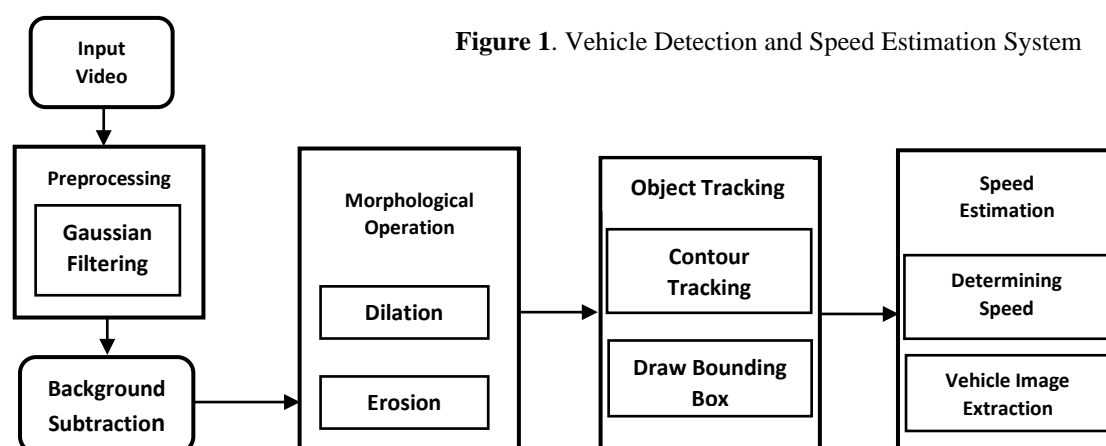 Input
Video
Figure 1. Vehicle Detection and Speed Estimation System
Preprocessing
Gaussian
Filtering
Background
Subtraction
Morphological
Operation
Dilation
Erosion
Object Tracking
Contour
Tracking
Draw Bounding
Box
Speed
Estimation
Determining
Speed
Vehicle Image
Extraction